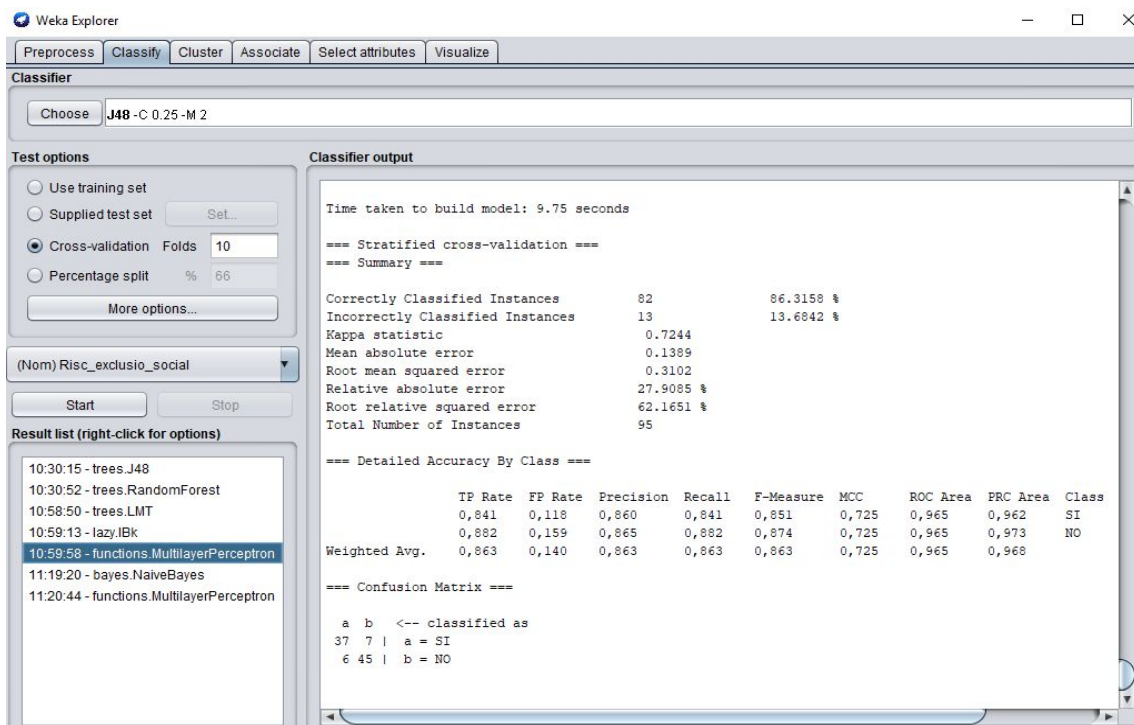 Weka Explorer
Preprocess Classify Cluster Associate Select attributes Visualize
Classifier
Choose J48 -C 0.25 -M 2
Test options
Use training set
Supplied test set Set...
Cross-validation Folds 10
Percentage split % 66
More options...
(Nom) Risc_exclusio_social
Start Stop
Result list (right-click for options)
10:30:15 - trees.J48
10:30:52 - trees.RandomForest
10:58:50 - trees.LMT
10:59:13 - lazy.IBk
10:59:58 - functions.MultilayerPerceptron
11:19:20 - bayes.NaiveBayes
11:20:44 - functions.MultilayerPerceptron
Classifier output
Time taken to build model: 9.75 seconds
=== Stratified cross-validation ===
=== Summary ===
Correctly Classified Instances 82 86.3158 %
Incorrectly Classified Instances 13 13.6842 %
Kappa statistic 0.7244
Mean absolute error 0.1389
Root mean squared error 0.3102
Relative absolute error 27.9085 %
Root relative squared error 62.1651 %
Total Number of Instances 95
=== Detailed Accuracy By Class ===
TP Rate FP Rate Precision Recall F-Measure MCC ROC Area PRC Area Class
0,841 0,118 0,860 0,841 0,851 0,725 0,965 0,962 SI
0,882 0,159 0,865 0,882 0,874 0,725 0,965 0,973 NO
Weighted Avg. 0,863 0,140 0,863 0,863 0,863 0,725 0,965 0,968
=== Confusion Matrix ===
a b <-- classified as
37 7 | a = SI
6 45 | b = NO